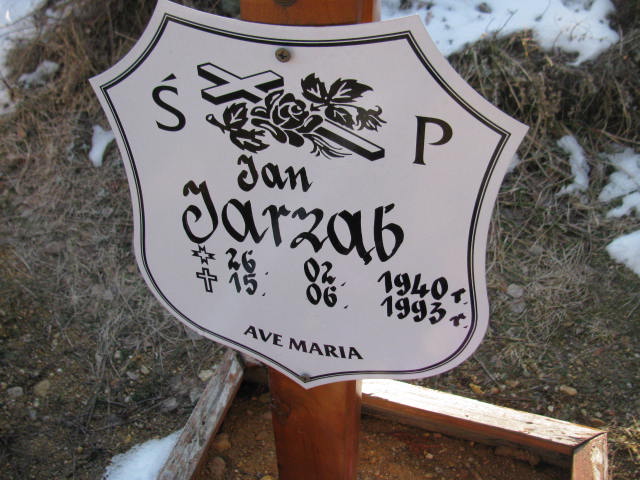 Ś P
Jan
Jarząb
26. 02. 1940 r.
15. 06. 1993 r.
AVE MARIA